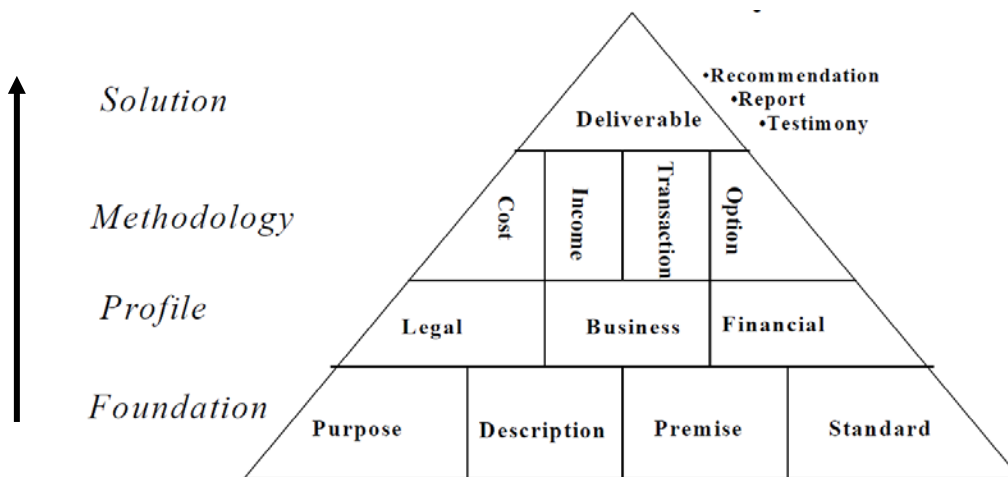 •Recommendation
Solution
•Report
•Testimony
Deliverable
Methodology
Cost
Income
Transaction
Option
Profile
Legal
Business
Financial
Foundation
Purpose
Description
Premise
Standard